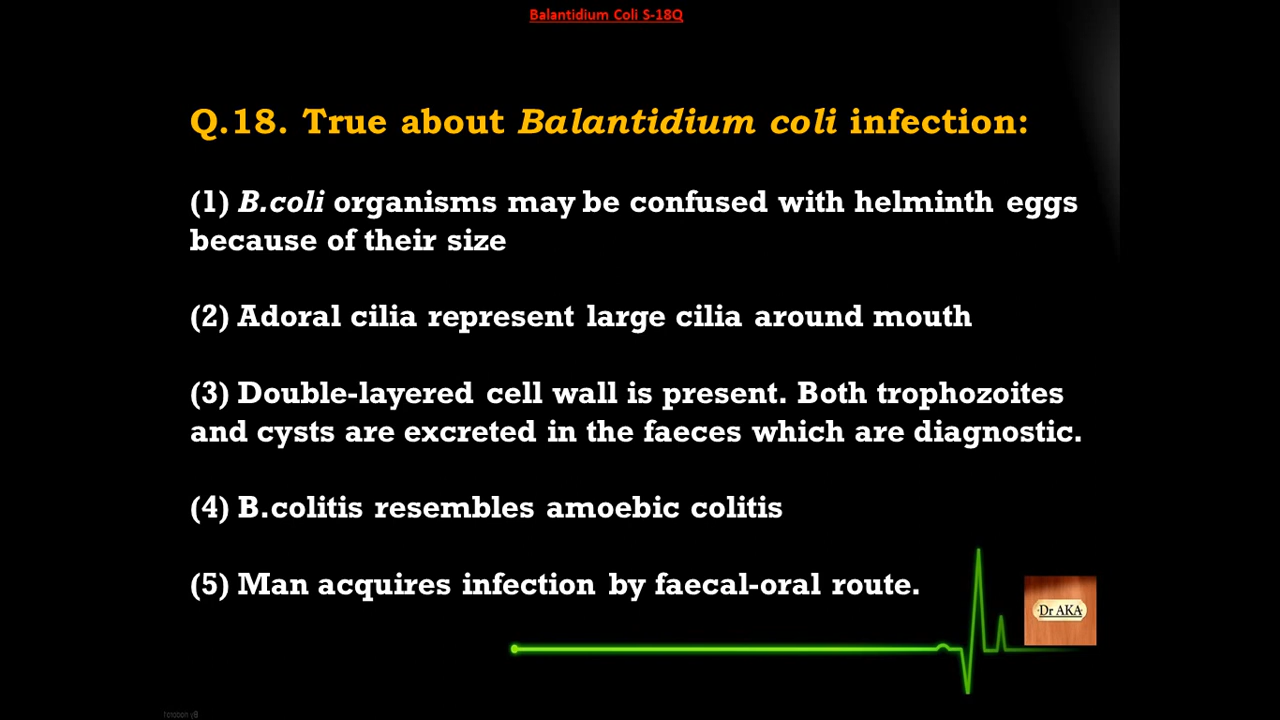 Balantidium Coli S-18Q
Q.18. True about Balantidium coli infection:
(1) B.coli organisms may be confused with helminth eggs
because of their size
(2) Adoral cilia represent large cilia around mouth
(3) Double-layered cell wall is present. Both trophozoites
and cysts are excreted in the faeces which are diagnostic.
(4) B.colitis resembles amoebic colitis
(5) Man acquires infection by faecal-oral route.
Dr AKA